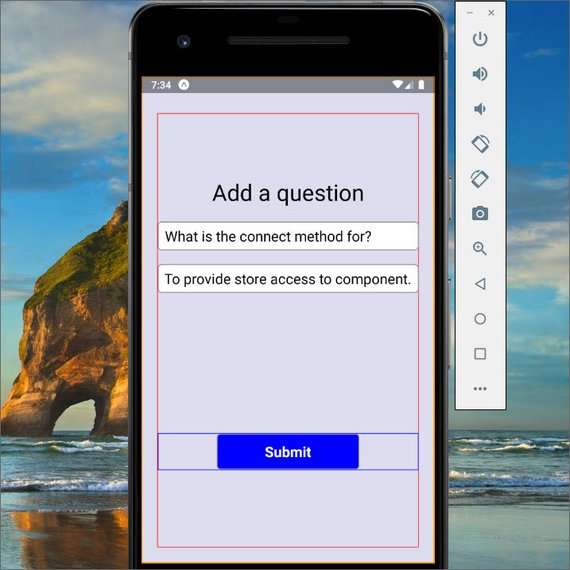 7:34
Add a question
What is the connect method for?
To provide store access to component.
Submit